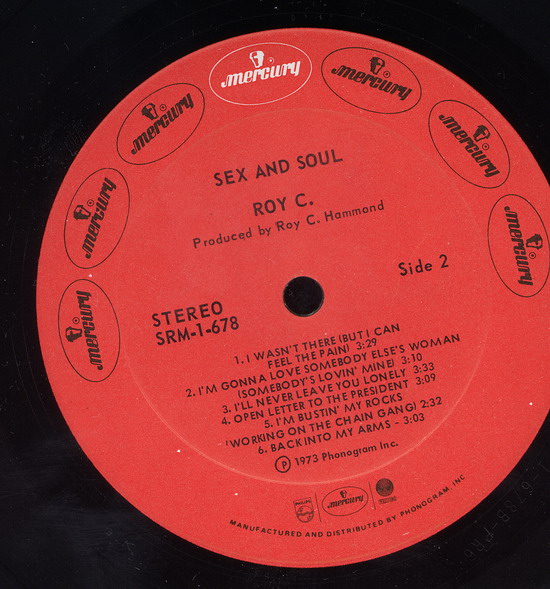 mercury
mercury
mercury
mercury
mercury
mercury
mercury
SEX AND SOUL
ROY C.
Produced by Roy C. Hammond
Side 2
STEREO
SRM-1-678
1. I WASN'T THERE (BUT I CAN
FEEL THE PAIN) 3:29
2. I'M GONNA LOVE SOMEBODY ELSE'S WOMAN
(SOMEBODY'S LOVIN' MINE) 3:10
3. I'LL NEVER LEAVE YOU LONELY 3:33
4. OPEN LETTER TO THE PRESIDENT 3:09
5. I'M BUSTIN' MY ROCKS
(WORKING ON THE CHAIN GANG) 2:32
6. BACK INTO MY ARMS - 3:03
Ⓟ 1973 Phonogram Inc.
PHILIPS
mercury
MANUFACTURED AND DISTRIBUTED BY PHONOGRAM, INC